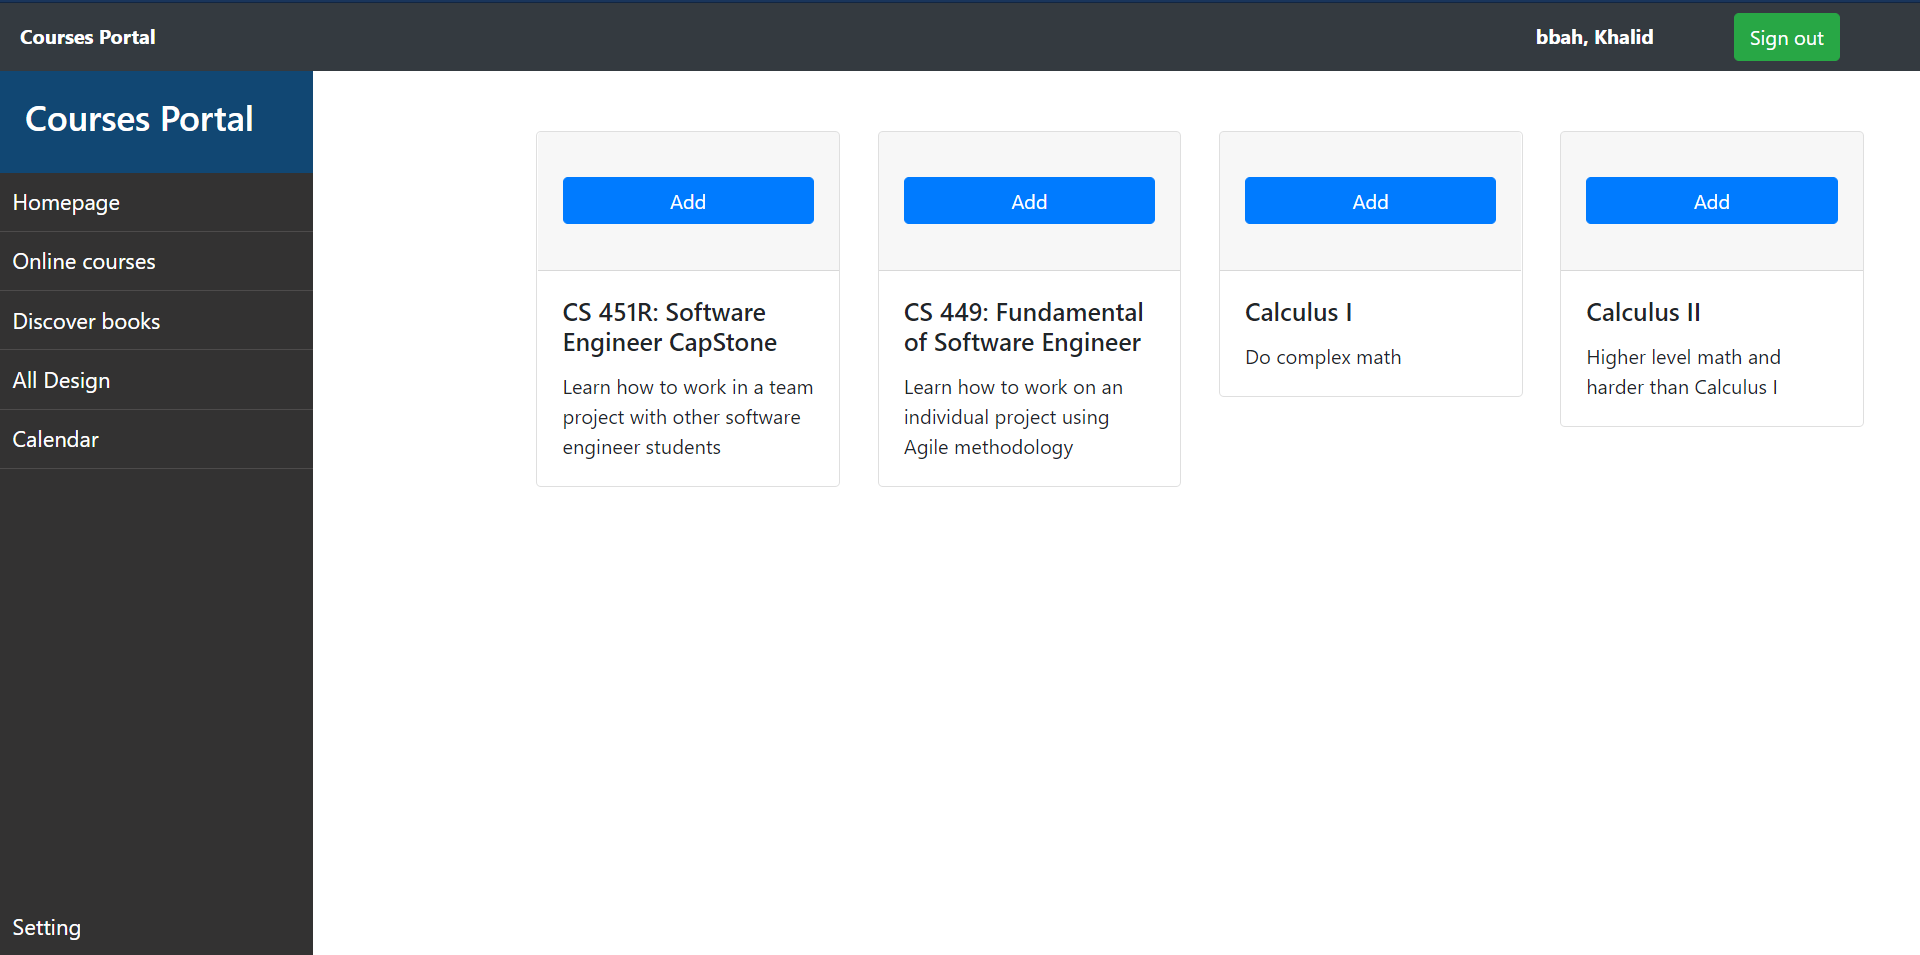 Courses Portal
bbah, Khalid
Sign out
Courses Portal
Homepage
Online courses
Discover books
All Design
Calendar
Setting
Add
CS 451R: Software
Engineer CapStone
Learn how to work in a team
project with other software
engineer students
Add
CS 449: Fundamental
of Software Engineer
Learn how to work on an
individual project using
Agile methodology
Add
Calculus I
Do complex math
Add
Calculus II
Higher level math and
harder than Calculus I